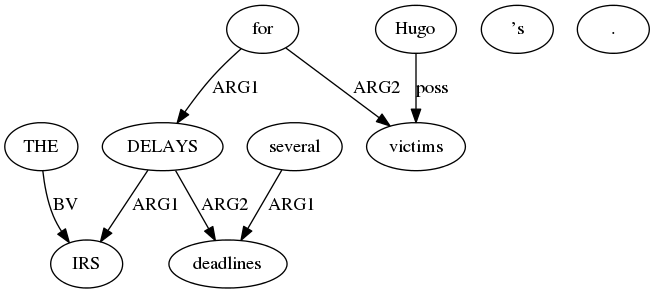 for Hugo ’s .
ARG1 ARG2 poss
THE DELAYS several victims
BV ARG1 ARG2 ARG1
IRS deadlines